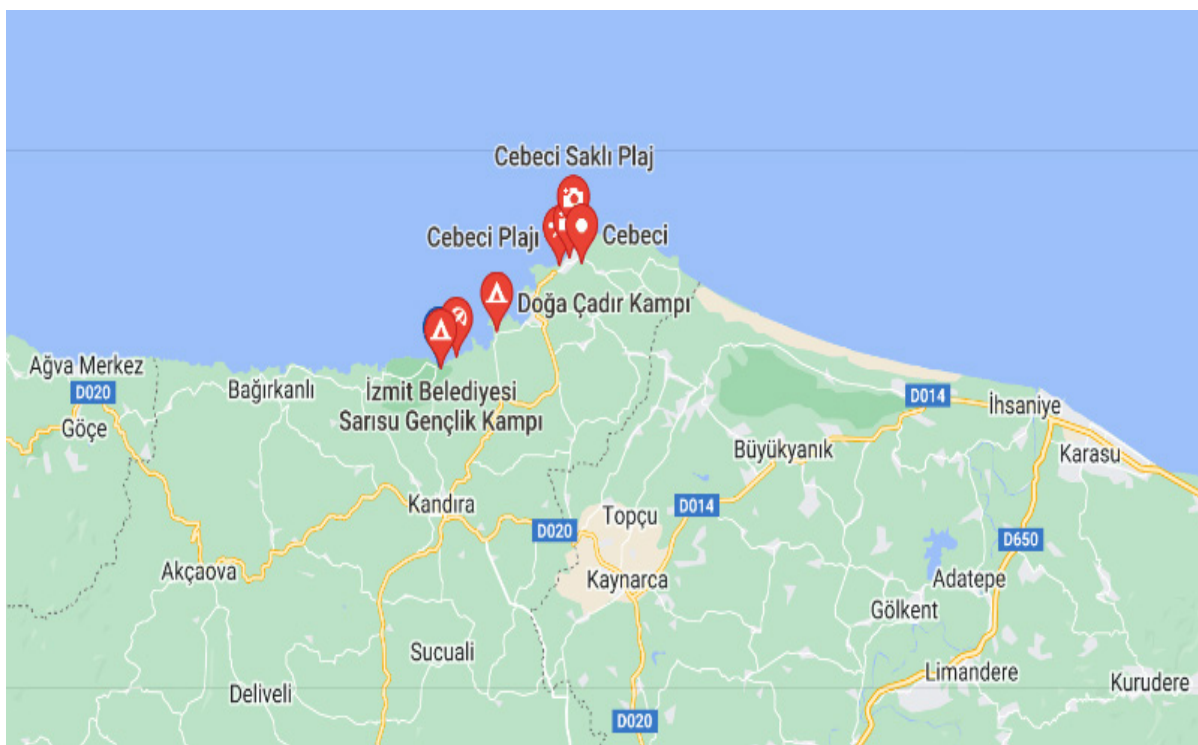 Cebeci Saklı Plaj
Cebeci Plajı
Cebeci
Doğa Çadır Kampı
Ağva Merkez
D020
Göçe
Bağırkanlı
İzmit Belediyesi
Sarısu Gençlik Kampı
D014
İhsaniye
Karasu
Büyükyanık
Kandıra
D020
Topçu
D014
Kaynarca
D650
Akçaova
Adatepe
Gölkent
Sucuali
Limandere
Kurudere
Deliveli
D020